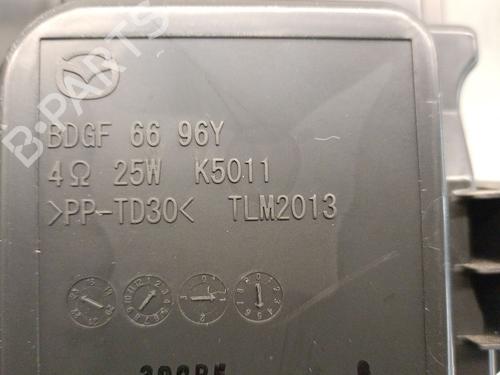 BDGF 66 96Y
4Ω 25W K5011
>PP-TD30< TLM2013
B-PARTS